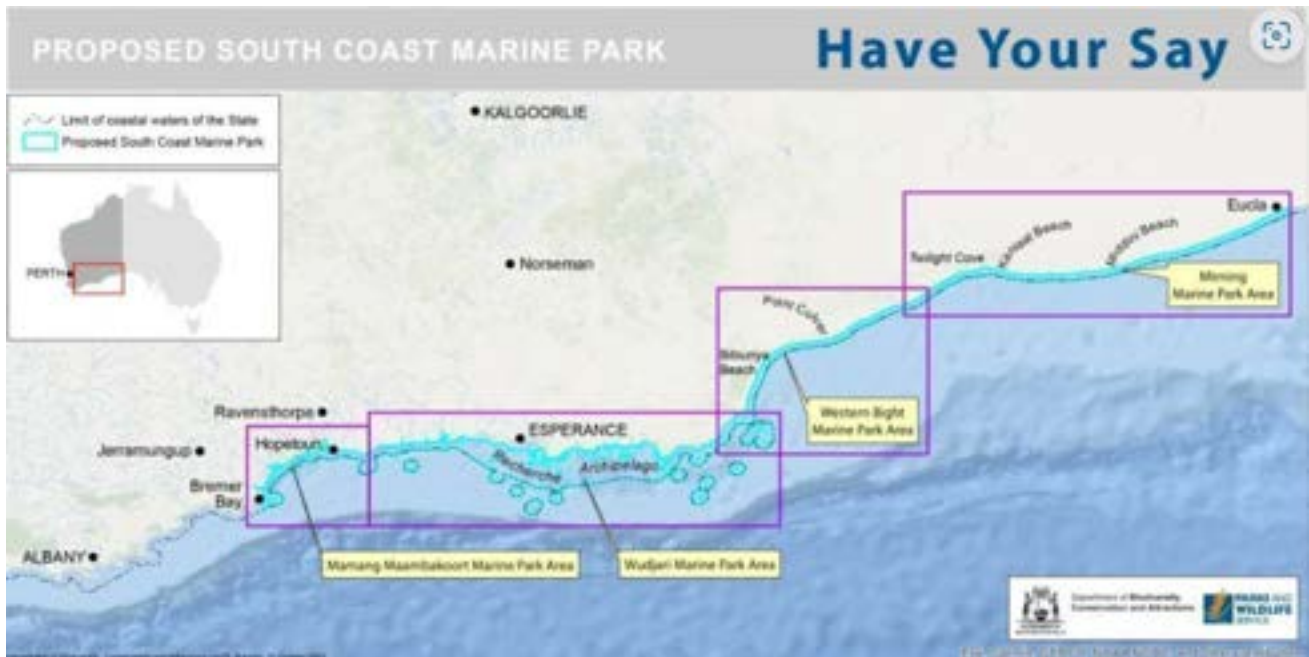 PROPOSED SOUTH COAST MARINE PARK
Have Your Say
Limit of coastal waters of the State
Proposed South Coast Marine Park
PERTH
KALGOORLIE
Norseman
Eucla
Twilight Cove
Beach
Beach
Mirning
Marine Park Area
Point Culver
Bilbunya
Beach
Western Bight
Marine Park Area
Ravensthorpe
Jerramungup
Hopetoun
ESPERANCE
Recherche Archipelago
Bremer
Bay
ALBANY
Mamang Maambakoort Marine Park Area
Wudjari Marine Park Area
Department of Biodiversity,
Conservation and Attractions
PARKS AND
WILDLIFE
SERVICE